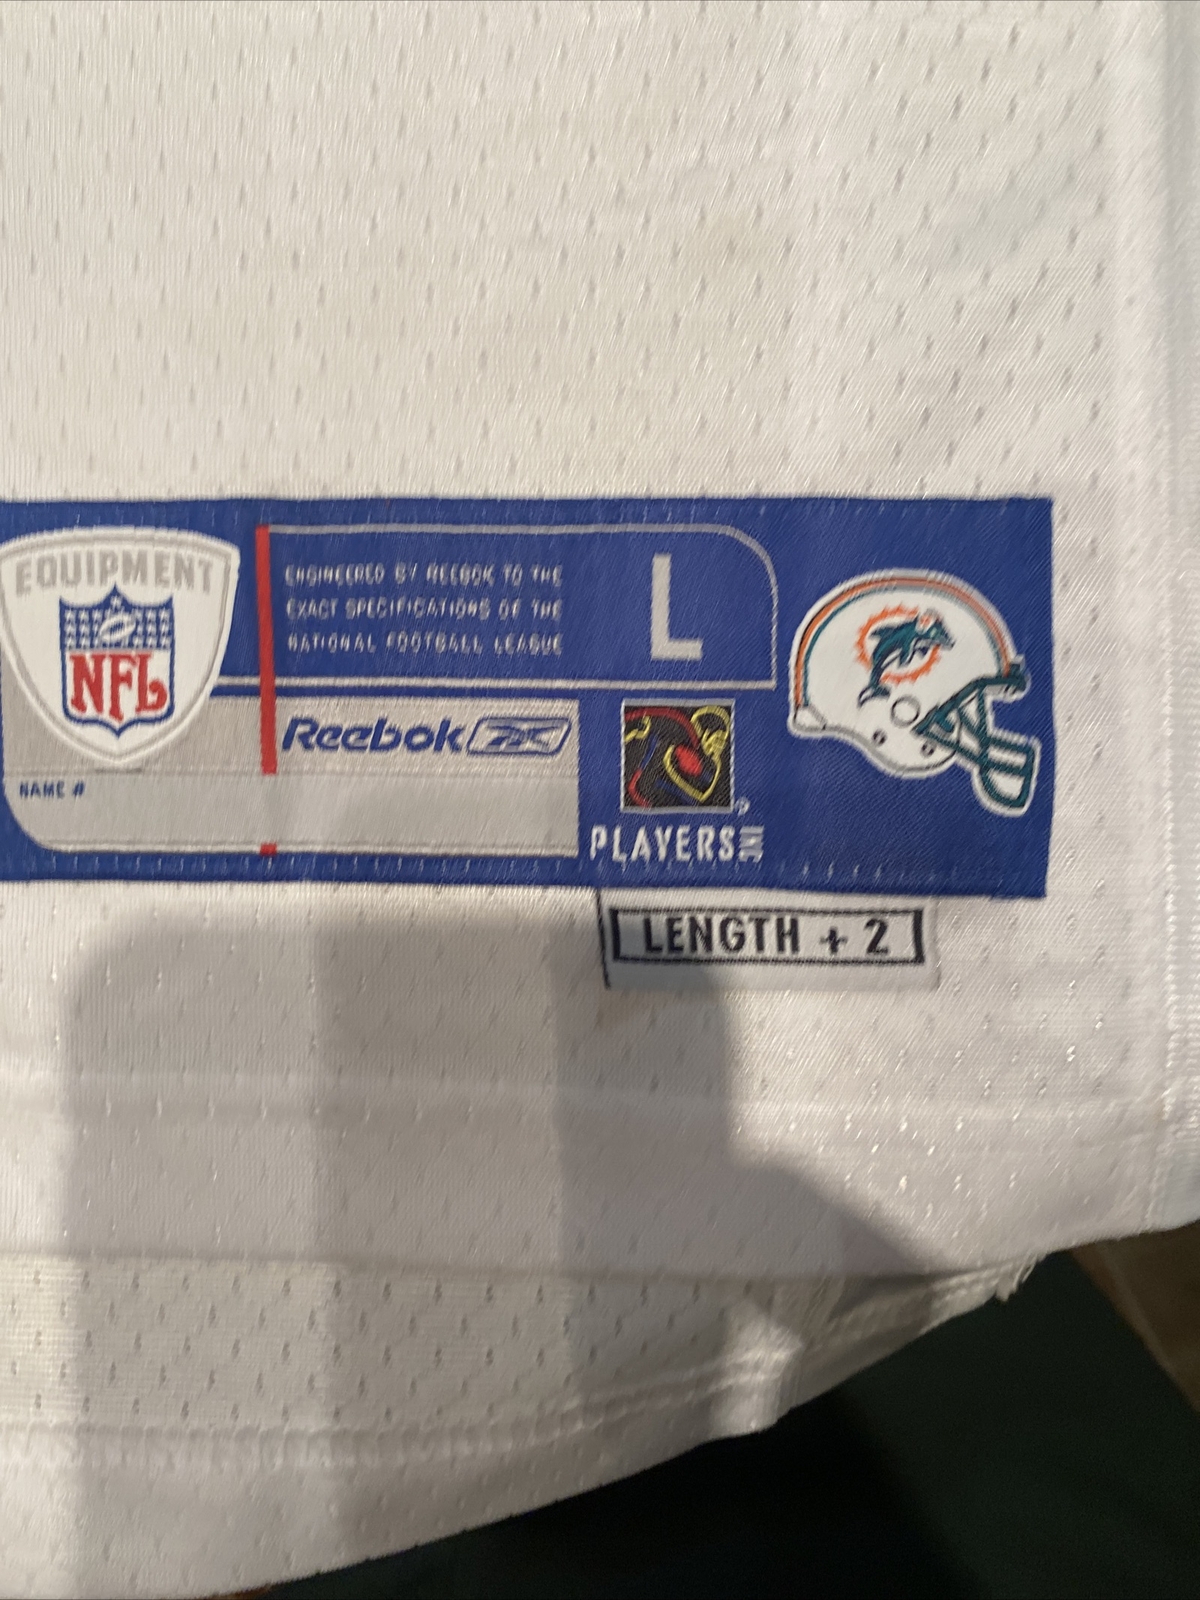 EQUIPMENT
NFL
ENGINEERED BY REEBOK TO THE
EXACT SPECIFICATIONS OF THE
NATIONAL FOOTBALL LEAGUE
L
Reebok
NAME #
PLAYERS INC
LENGTH + 2